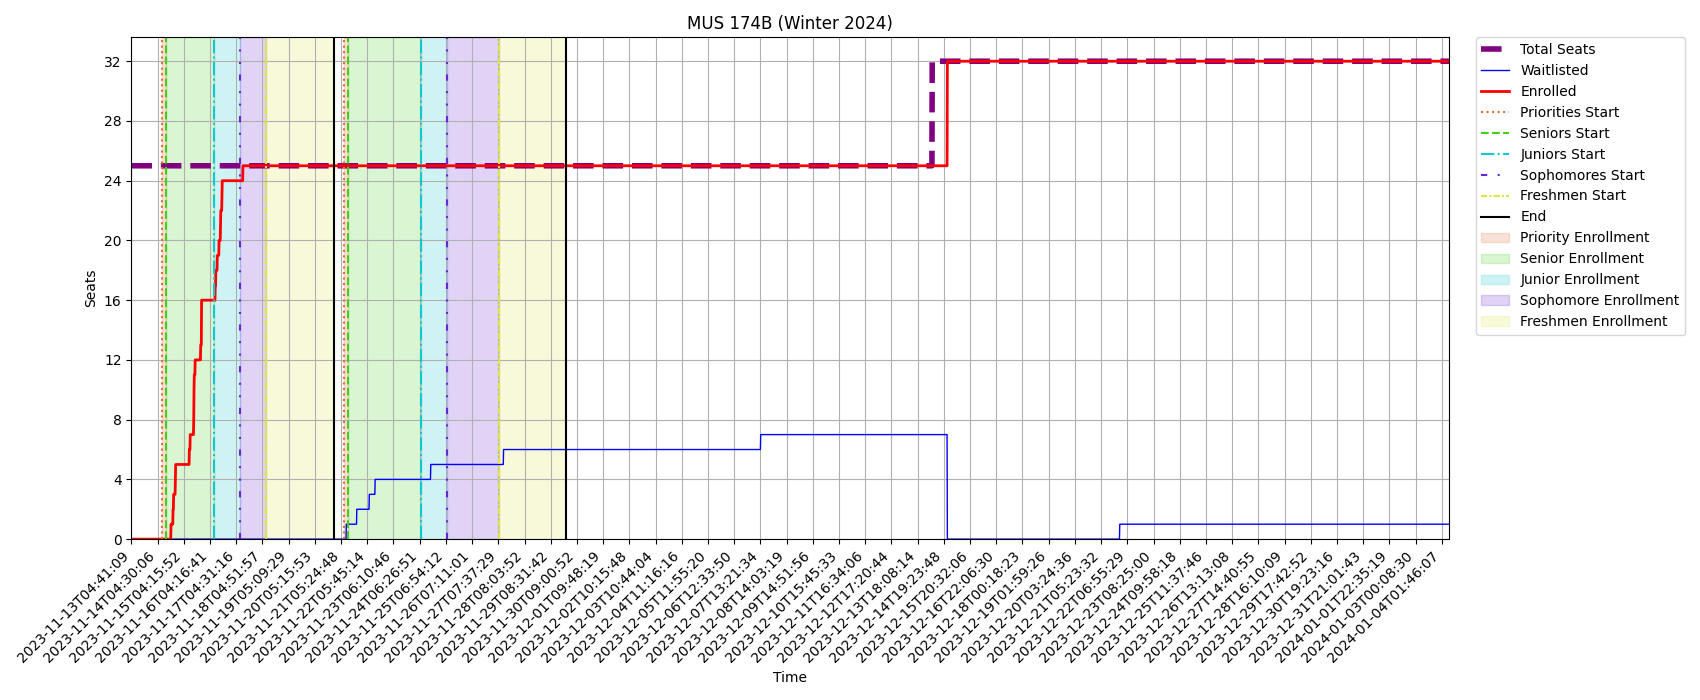 MUS 174B (Winter 2024)
32
28
24
20
16
12
8
4
0
Seats
2023-11-13T04:41:09
2023-11-14T04:30:06
2023-11-15T04:15:52
2023-11-16T04:16:41
2023-11-17T04:31:16
2023-11-18T04:51:57
2023-11-19T05:09:29
2023-11-20T05:15:53
2023-11-21T05:24:48
2023-11-22T05:45:14
2023-11-23T06:10:46
2023-11-24T06:26:51
2023-11-25T06:54:12
2023-11-26T07:11:01
2023-11-27T07:37:29
2023-11-28T08:03:52
2023-11-29T08:31:42
2023-11-30T09:00:52
2023-12-01T09:48:19
2023-12-02T10:15:48
2023-12-03T10:44:04
2023-12-04T11:16:16
2023-12-05T11:55:20
2023-12-06T12:33:50
2023-12-07T13:21:34
2023-12-08T14:03:19
2023-12-09T14:51:56
2023-12-10T15:45:33
2023-12-11T16:34:06
2023-12-12T17:20:44
2023-12-13T18:08:14
2023-12-14T19:23:48
2023-12-15T20:32:06
2023-12-16T22:06:30
2023-12-18T00:18:23
2023-12-19T01:59:26
2023-12-20T03:24:36
2023-12-21T05:23:32
2023-12-22T06:55:29
2023-12-23T08:25:00
2023-12-24T09:58:18
2023-12-25T11:37:46
2023-12-26T13:13:08
2023-12-27T14:40:55
2023-12-28T16:10:09
2023-12-29T17:42:52
2023-12-30T19:23:16
2023-12-31T21:01:43
2024-01-01T22:35:19
2024-01-03T00:08:30
2024-01-04T01:46:07
Time
Total Seats
Waitlisted
Enrolled
Priorities Start
Seniors Start
Juniors Start
Sophomores Start
Freshmen Start
End
Priority Enrollment
Senior Enrollment
Junior Enrollment
Sophomore Enrollment
Freshmen Enrollment